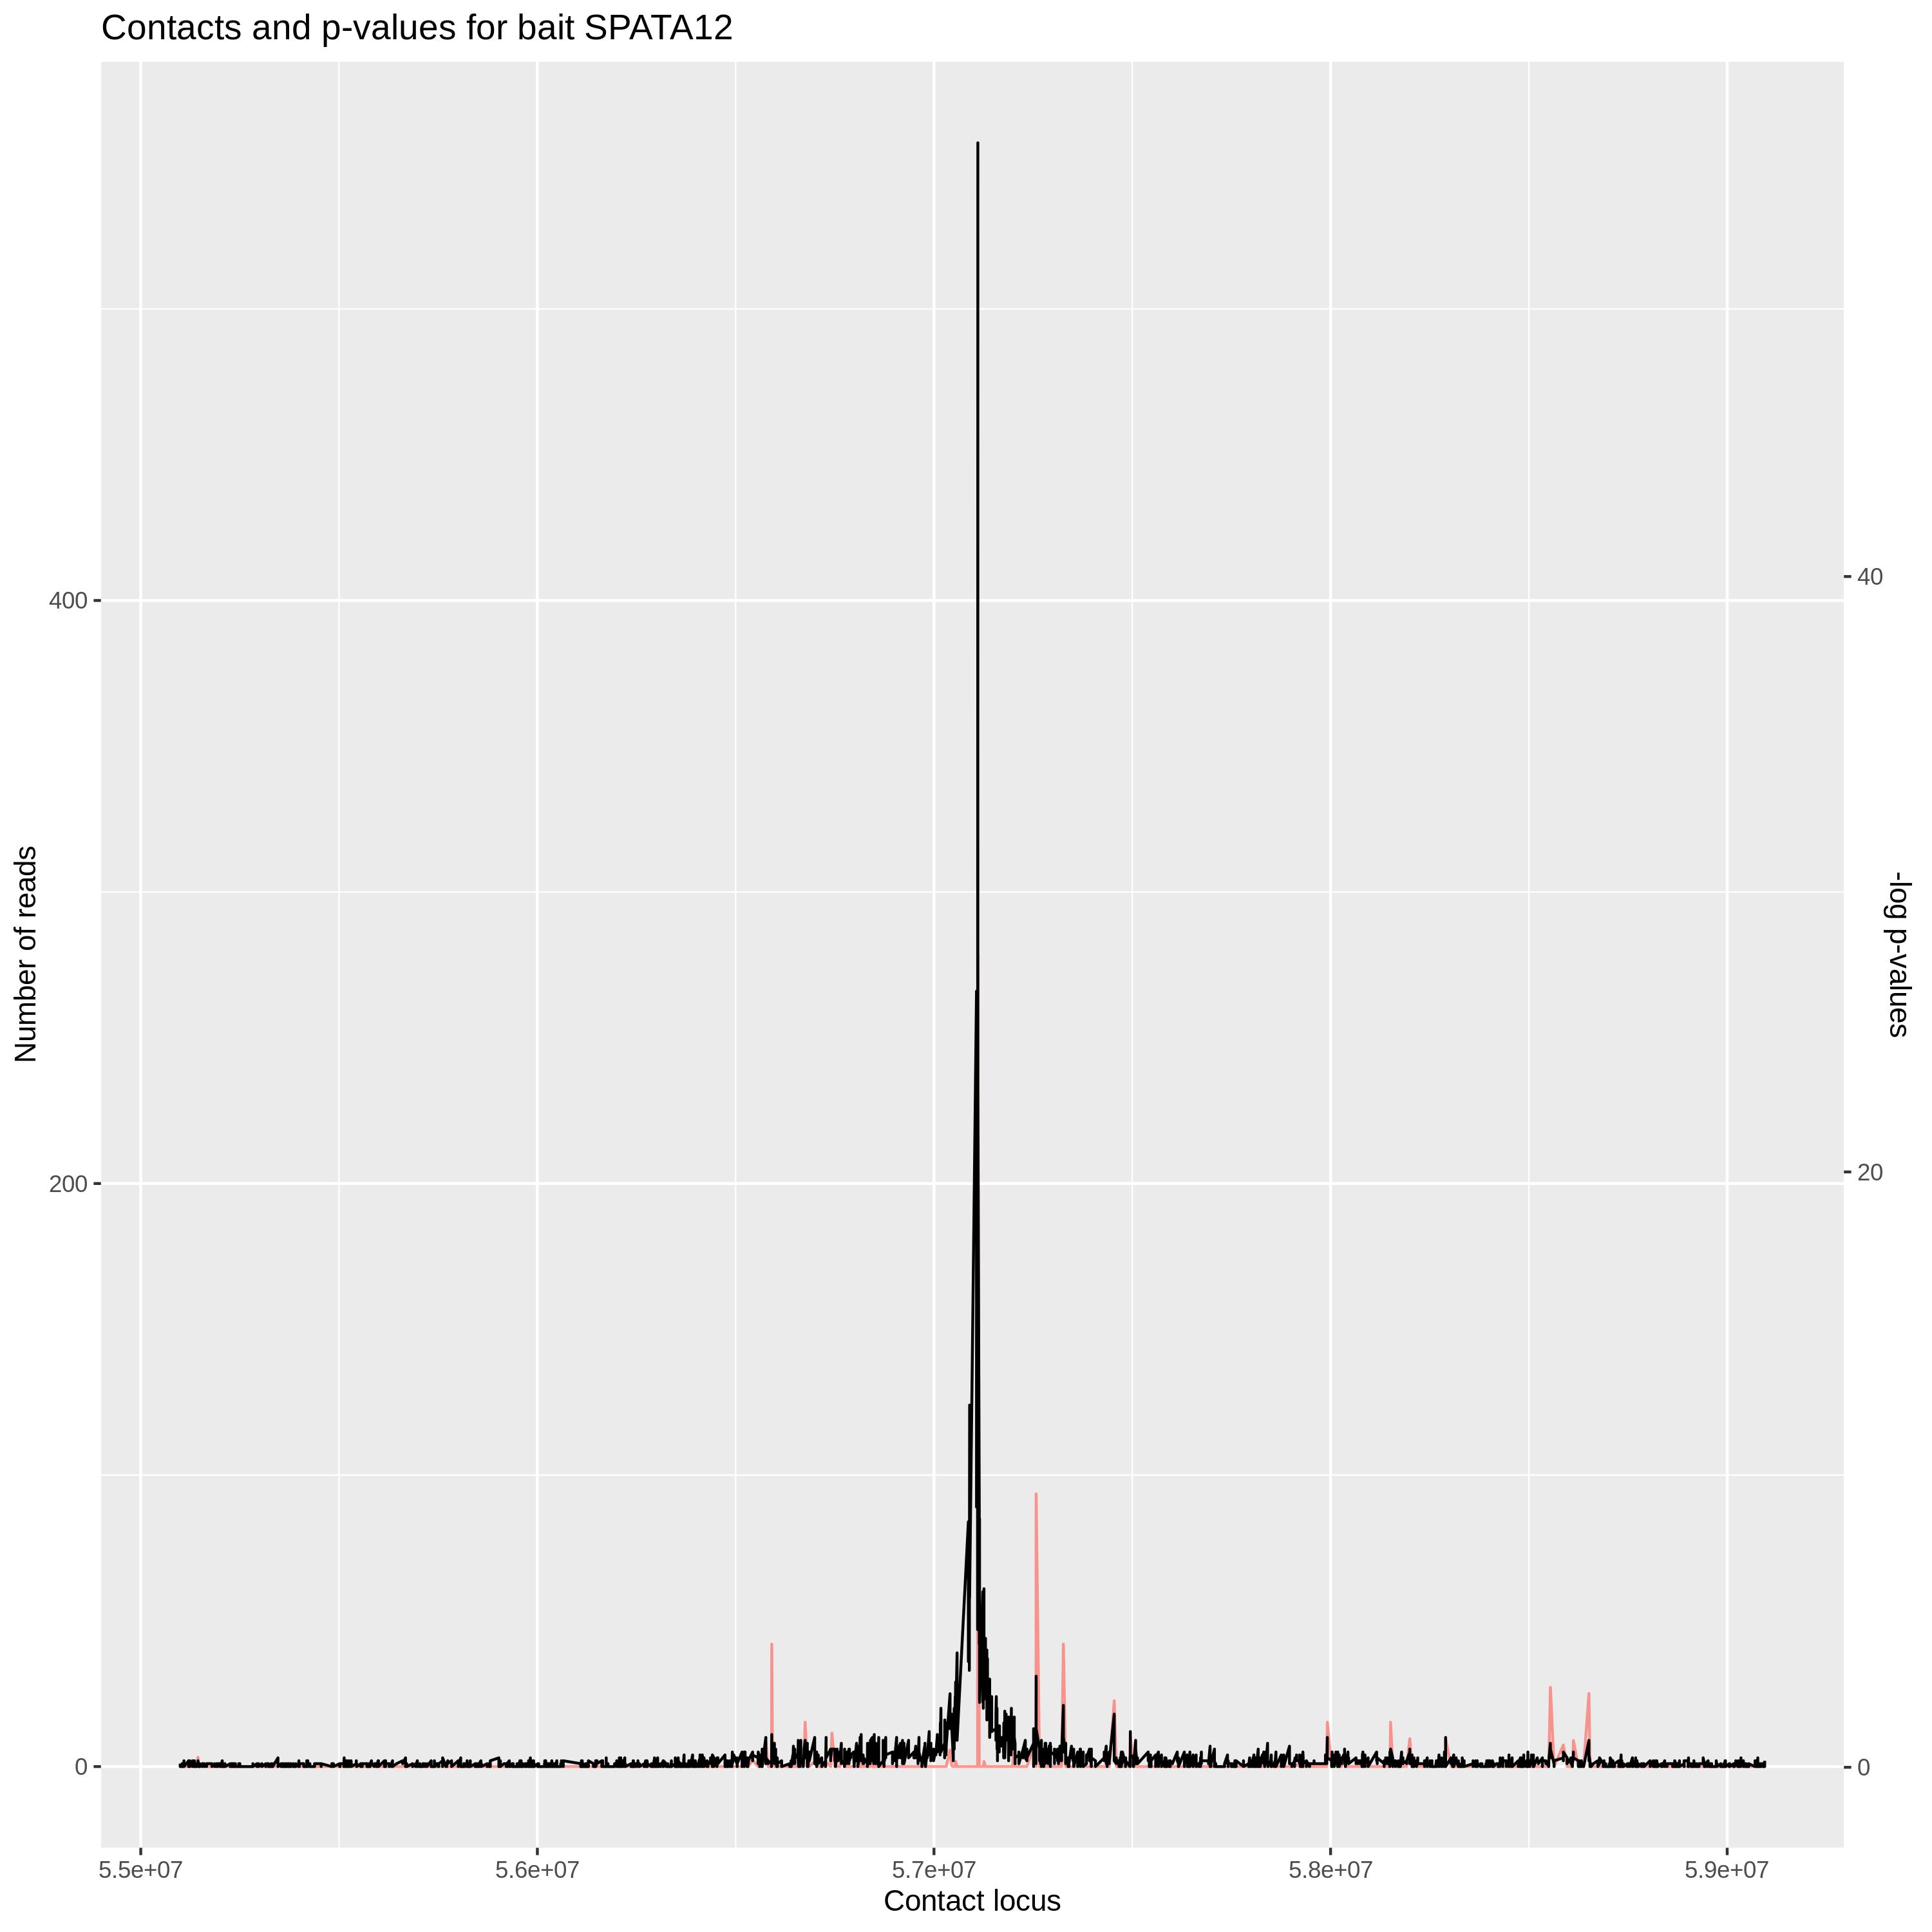 Contacts and p-values for bait SPATA12
Number of reads
400
200
0
40
20
0
-log p-values
5.5e+07
5.6e+07
5.7e+07
5.8e+07
5.9e+07
Contact locus